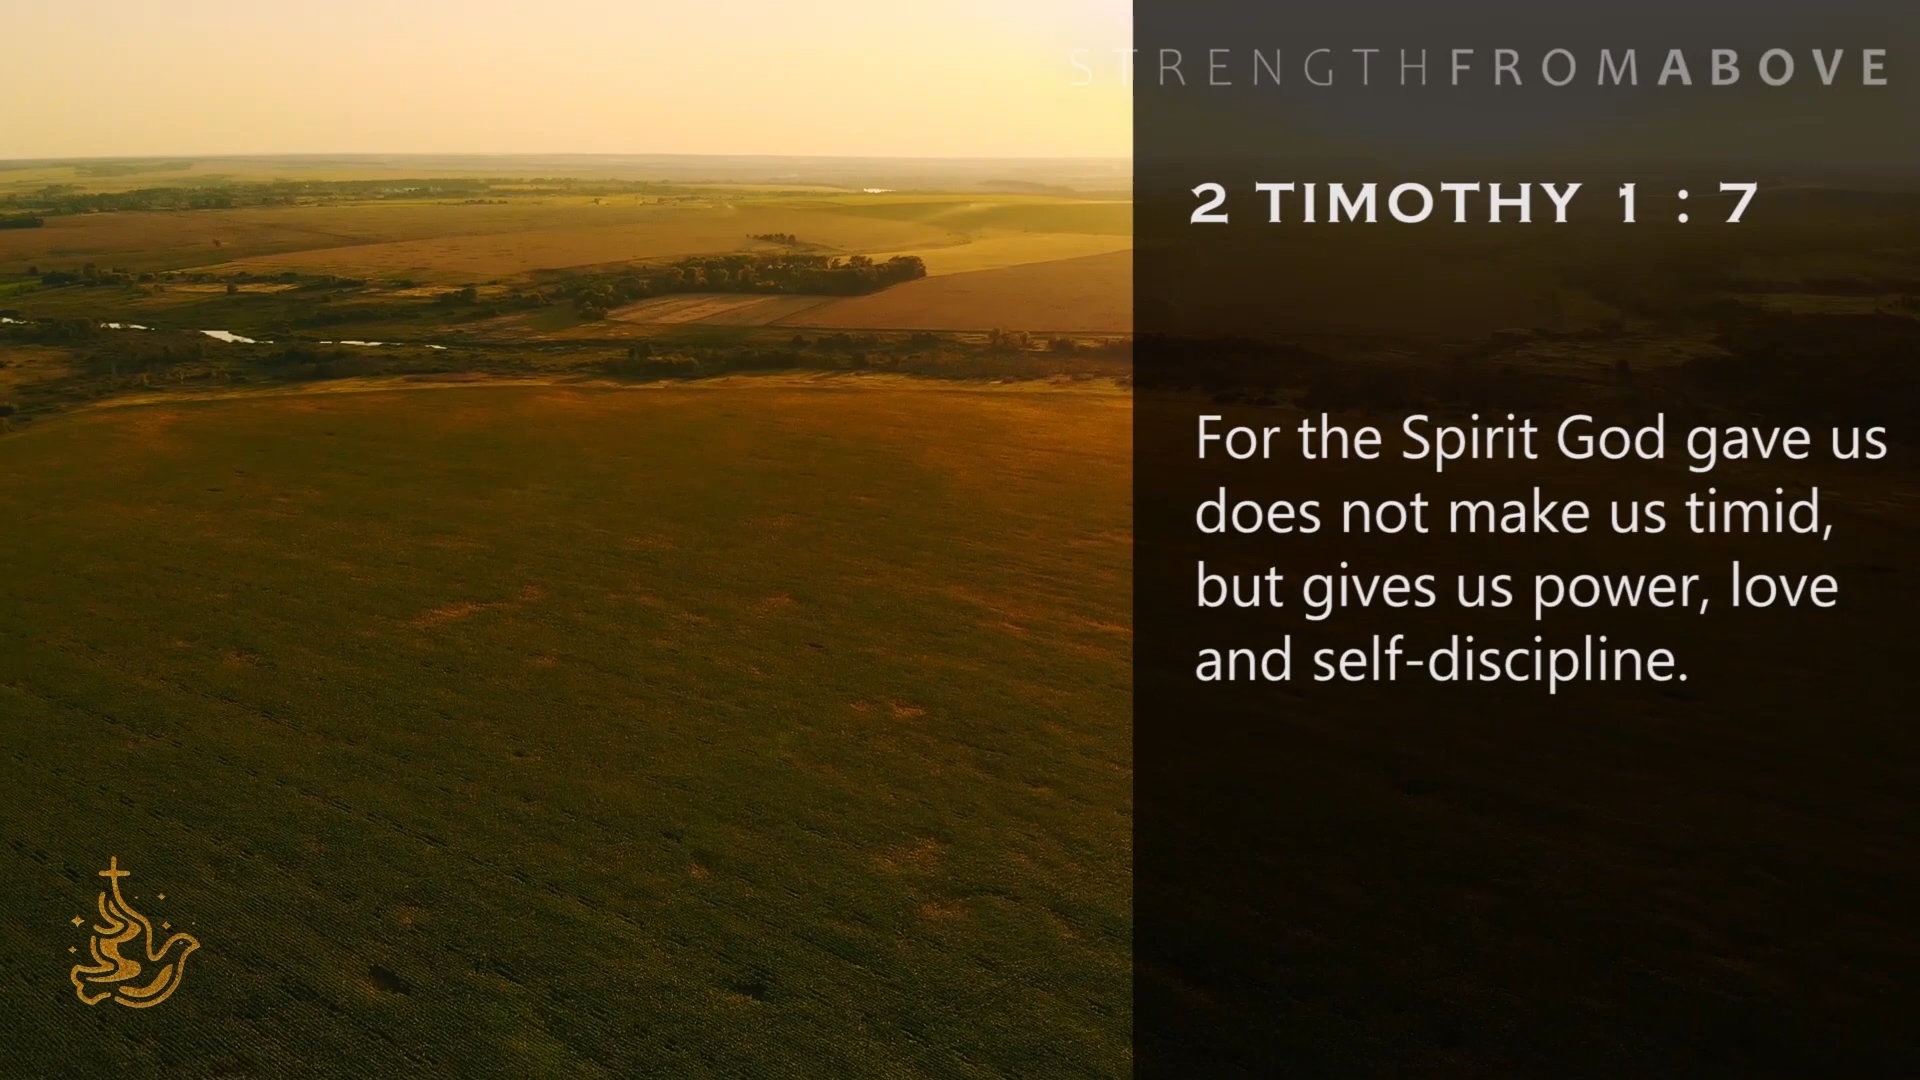 STRENGTHFROMABOVE
2 TIMOTHY 1 : 7
For the Spirit God gave us
does not make us timid,
but gives us power, love
and self-discipline.